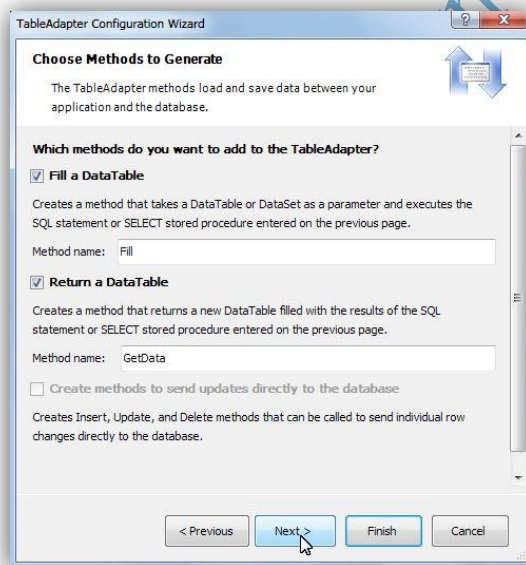 TableAdapter Configuration Wizard
Choose Methods to Generate
The TableAdapter methods load and save data between your
application and the database.
Which methods do you want to add to the TableAdapter?
Fill a DataTable
Creates a method that takes a DataTable or DataSet as a parameter and executes the
SQL statement or SELECT stored procedure entered on the previous page.
Method name: Fill
Return a DataTable
Creates a method that returns a new DataTable filled with the results of the SQL
statement or SELECT stored procedure entered on the previous page.
Method name: GetData
Create methods to send updates directly to the database
Creates Insert, Update, and Delete methods that can be called to send individual row
changes directly to the database.
< Previous Next > Finish Cancel